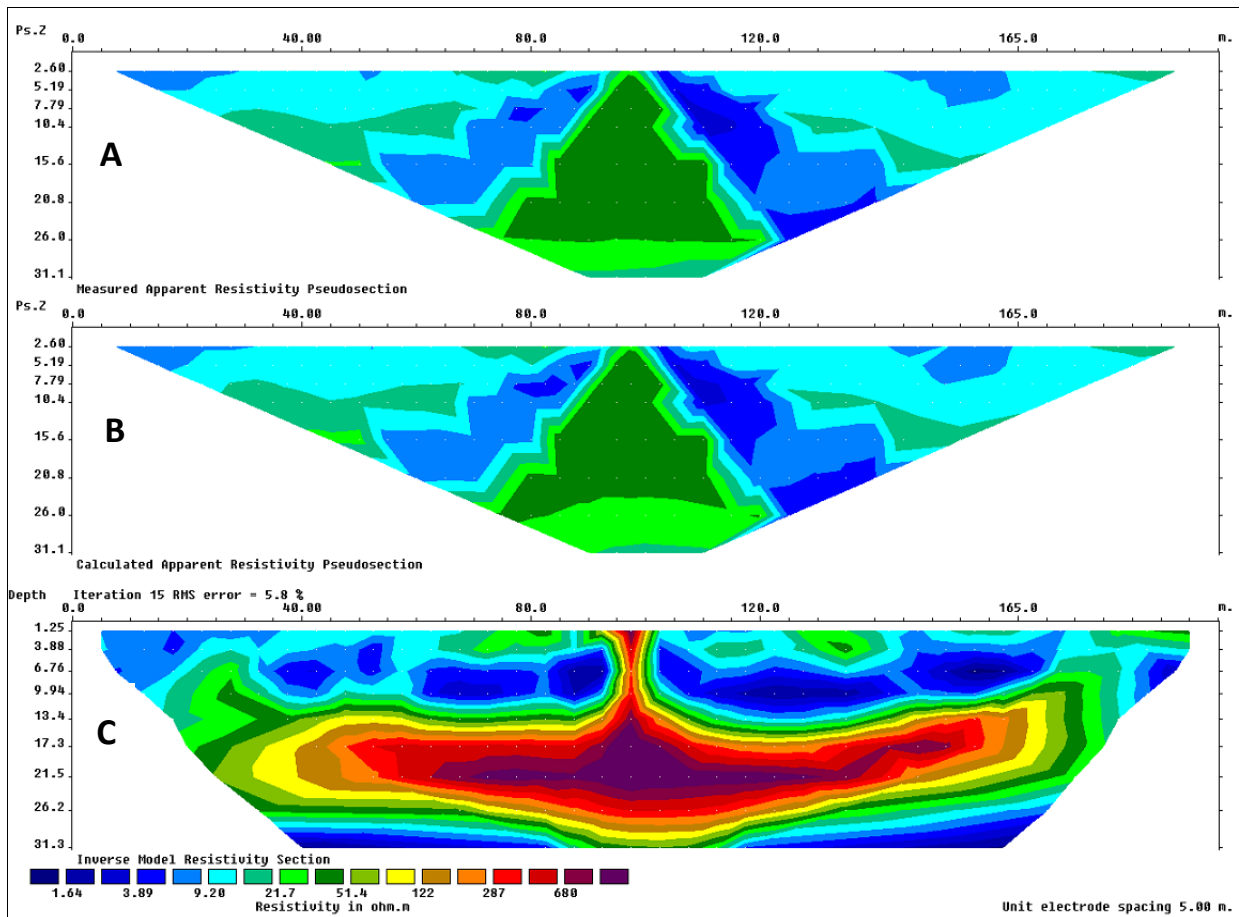 Ps.Z 0.0 40.00 80.0 120.0 165.0 m.
2.60
5.19
7.79
10.4
A
15.6
20.8
26.0
31.1
Measured Apparent Resistivity Pseudosection
Ps.Z 0.0 40.00 80.0 120.0 165.0 m.
2.60
5.19
7.79
10.4
B
15.6
20.8
26.0
31.1
Calculated Apparent Resistivity Pseudosection
Depth Iteration 15 RMS error = 5.8 %
0.0 40.00 80.0 120.0 165.0 m.
1.25
3.88
6.76
9.94
13.4
C
17.3
21.5
26.2
31.3
Inverse Model Resistivity Section
1.64 3.89 9.20 21.7 51.4 122 287 680
Resistivity in ohm.m Unit electrode spacing 5.00 m.